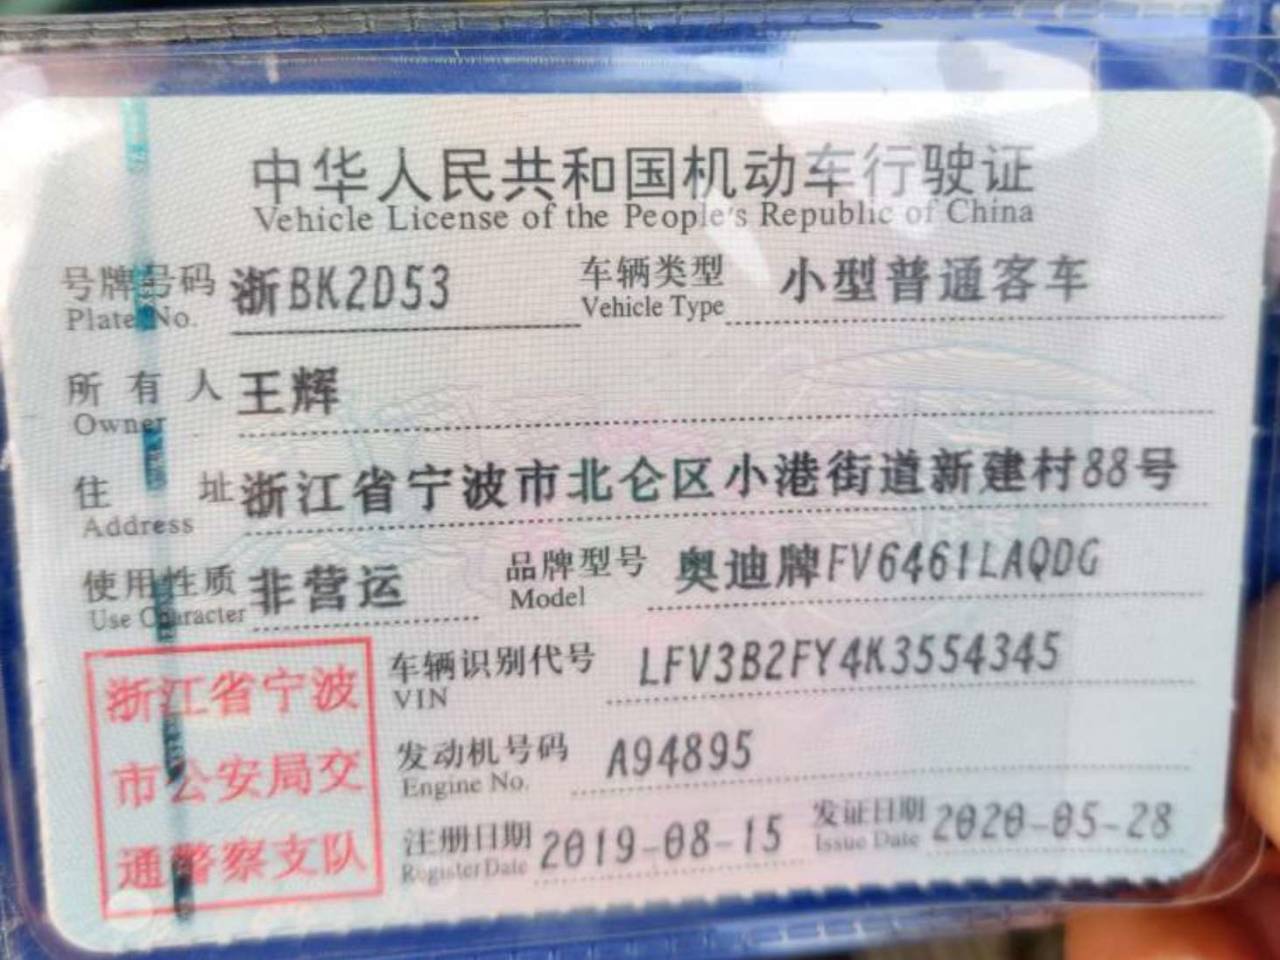 中华人民共和国机动车行驶证
Vehicle License of the People's Republic of China
号牌号码 浙BK2D53 车辆类型 小型普通客车
Plate No. Vehicle Type
所有人 王辉
Owner
住址 浙江省宁波市北仑区小港街道新建村88号
Address
使用性质 非营运 品牌型号 奥迪牌FV6461LAQDG
Use Character Model
浙江省宁波
市公安局交
通警察支队
车辆识别代号 LFV3B2FY4K3554345
VIN
发动机号码 A94895
Engine No.
注册日期 2019-08-15 发证日期 2020-05-28
Register Date Issue Date